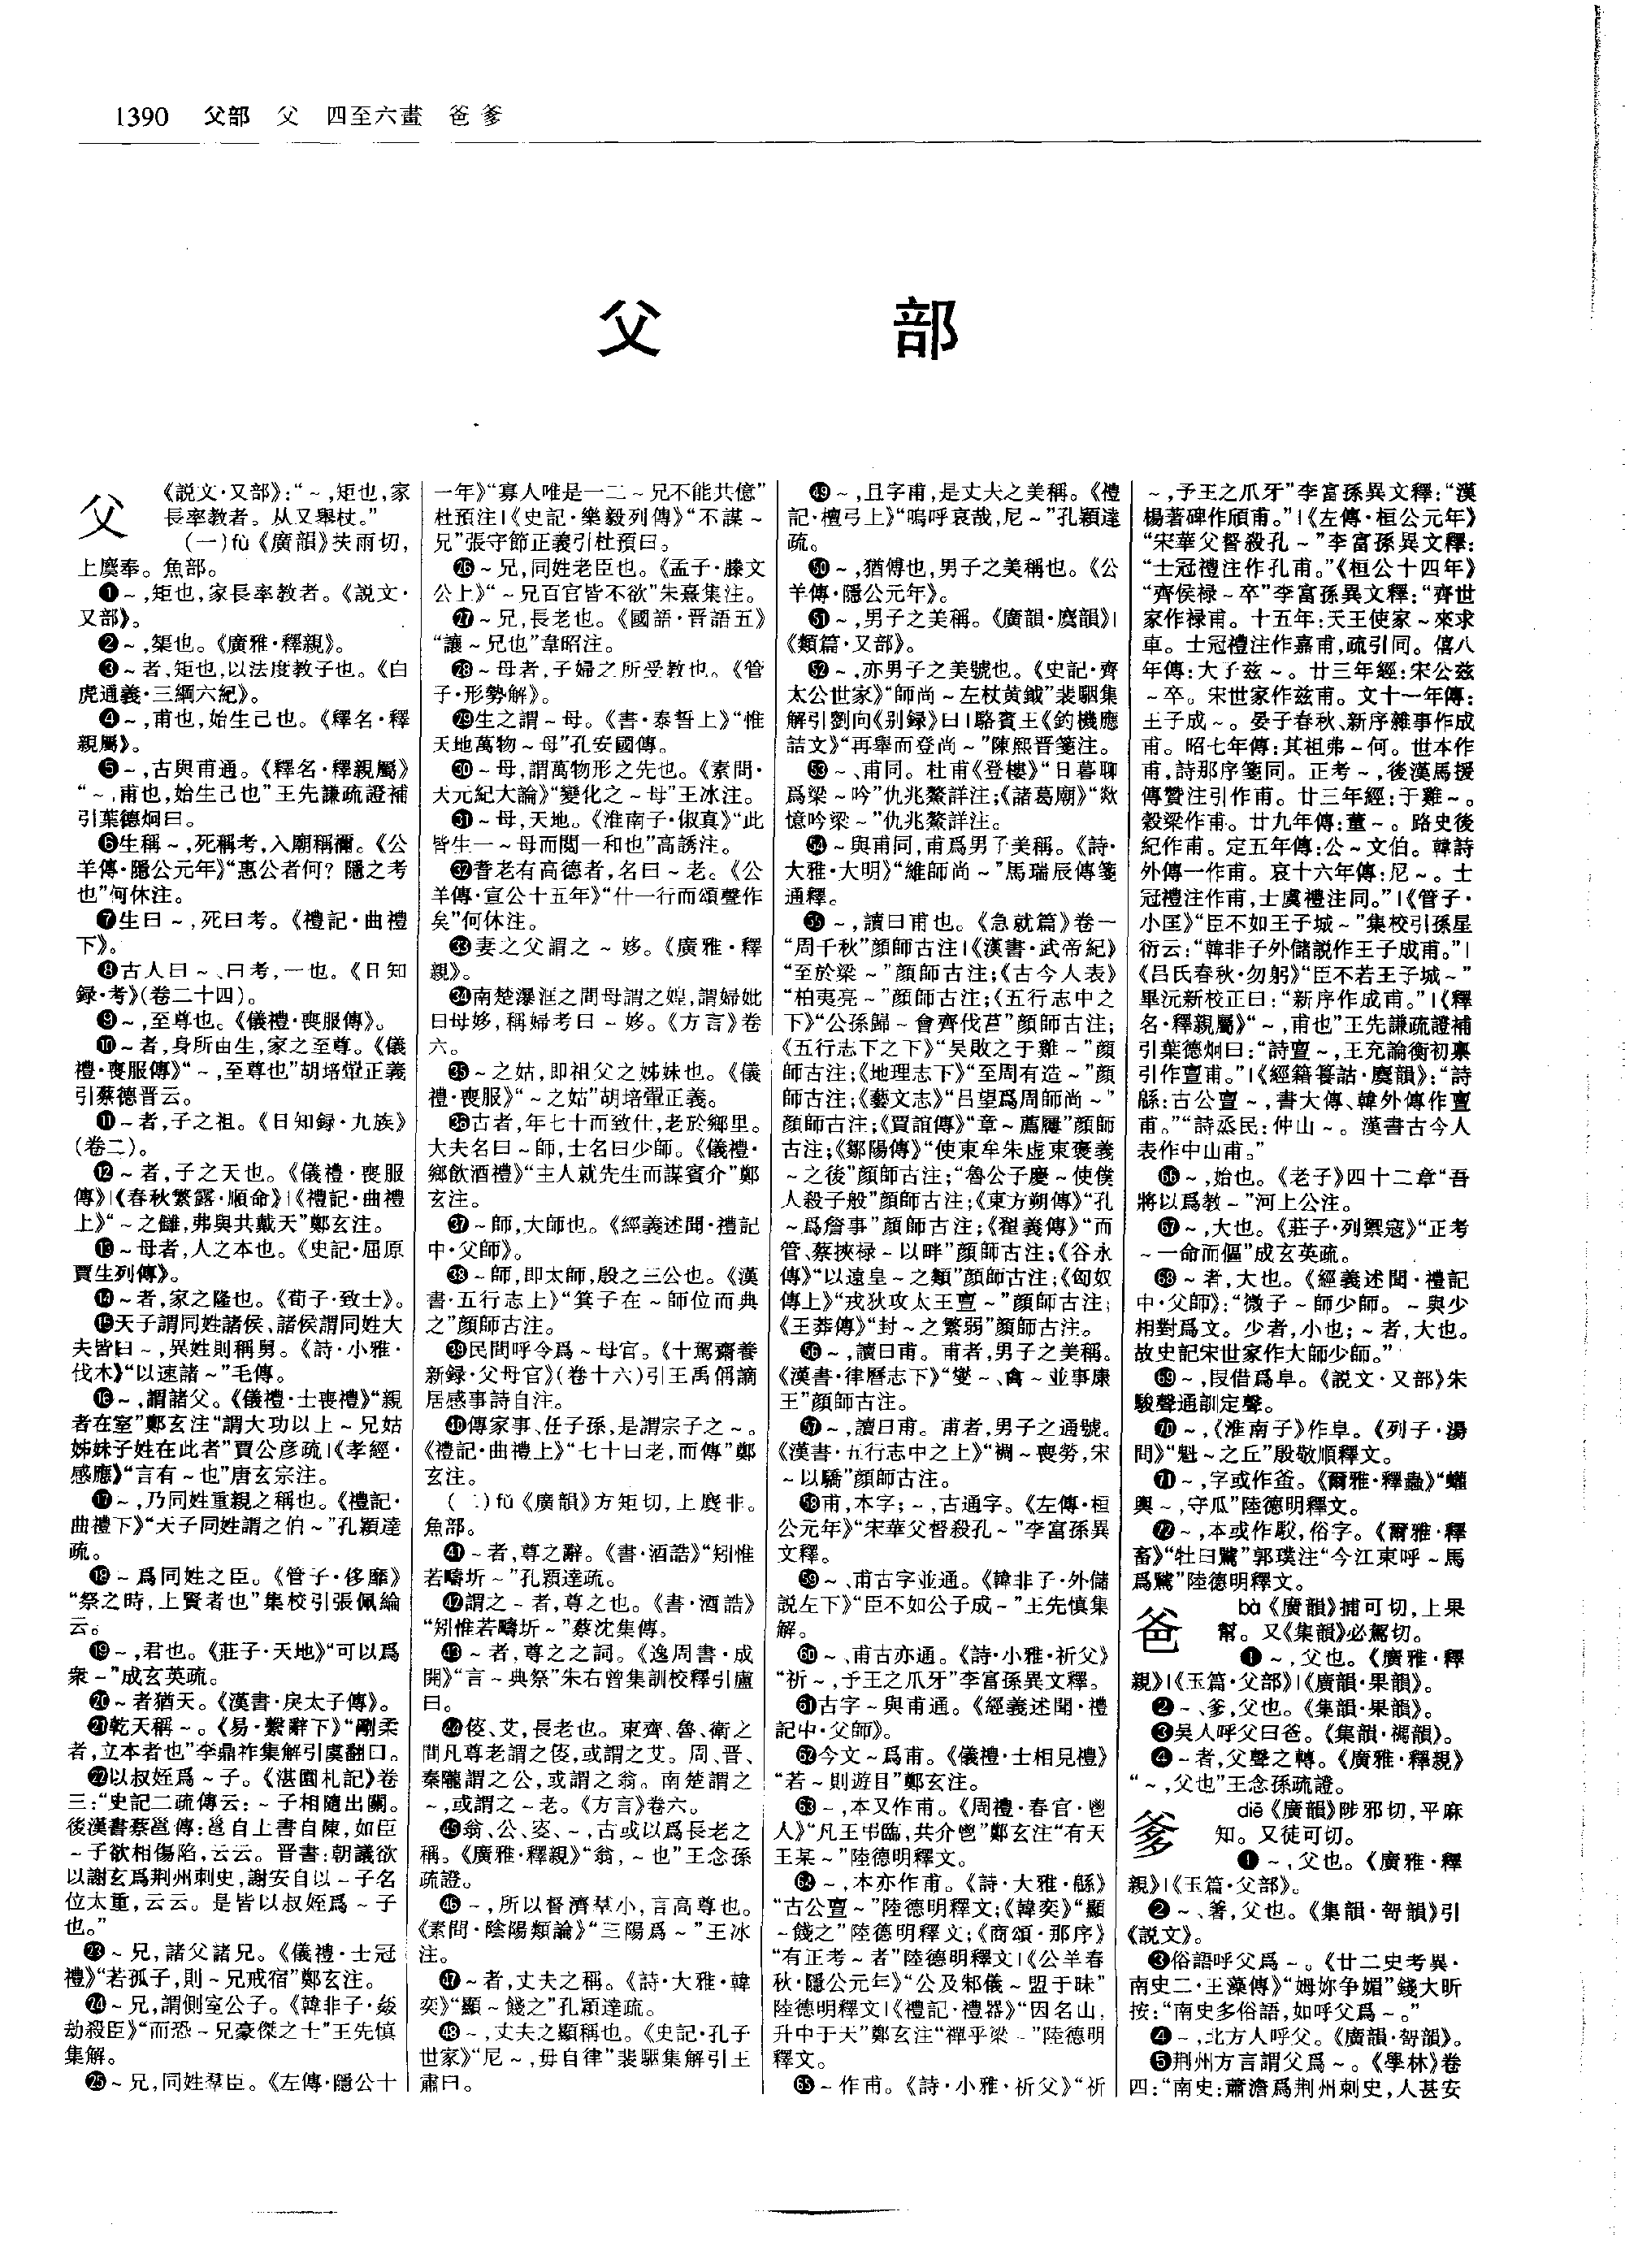 1390 父部 父 四至六畫 爸爹
父部
父
《説文·又部》:“～,矩也,家
長率教者。从又舉杖。”
(一)fù《廣韻》扶雨切,
上麌奉。魚部。
❶～,矩也,家長率教者。《説文·
又部》。
❷～,榘也。《廣雅·釋親》。
❸～者,矩也,以法度教子也。《白
虎通義·三綱六紀》。
❹～,甫也,始生己也。《釋名·釋
親屬》。
❺～,古與甫通。《釋名·釋親屬》
“～,甫也,始生己也”王先謙疏證補
引葉德炯曰。
❻生稱～,死稱考,入廟稱禰。《公
羊傳·隱公元年》“惠公者何?隱之考
也”何休注。
❼生曰～,死曰考。《禮記·曲禮
下》。
❽古人曰～、曰考,一也。《日知
録·考》(卷二十四)。
❾～,至尊也。《儀禮·喪服傳》。
❿～者,身所由生,家之至尊。《儀
禮·喪服傳》“～,至尊也”胡培翬正義
引蔡德晋云。
⓫～者,子之祖。《日知録·九族》
(卷二)。
⓬～者,子之天也。《儀禮·喪服
傳》|《春秋繁露·順命》|《禮記·曲禮
上》“～之讎,弗與共戴天”鄭玄注。
⓭～母者,人之本也。《史記·屈原
賈生列傳》。
⓮～者,家之隆也。《荀子·致士》。
⓯天子謂同姓諸侯、諸侯謂同姓大
夫皆曰～,異姓則稱舅。《詩·小雅·
伐木》“以速諸～”毛傳。
⓰～,謂諸父。《儀禮·士喪禮》“親
者在室”鄭玄注“謂大功以上～兄姑
姊妹子姓在此者”賈公彦疏|《孝經·
感應》“言有～也”唐玄宗注。
⓱～,乃同姓重親之稱也。《禮記·
曲禮下》“天子同姓謂之伯～”孔穎達
疏。
⓲～爲同姓之臣。《管子·侈靡》
“祭之時,上賢者也”集校引張佩綸
云。
⓳～,君也。《莊子·天地》“可以爲
衆～”成玄英疏。
⓴～者猶天。《漢書·戾太子傳》。
㉑乾天稱～。《易·繫辭下》“剛柔
者,立本者也”李鼎祚集解引虞翻曰。
㉒以叔姪爲～子。《湛園札記》卷
三:“史記二疏傳云:～子相隨出關。
後漢書蔡邕傳:邕自上書自陳,如臣
～子欲相傷陷,云云。晋書:朝議欲
以謝玄爲荆州刺史,謝安自以～子名
位太重,云云。是皆以叔姪爲～子
也。”
㉓～兄,諸父諸兄。《儀禮·士冠
禮》“若孤子,則～兄戒宿”鄭玄注。
㉔～兄,謂側室公子。《韓非子·姦
劫殺臣》“而恐～兄豪傑之士”王先慎
集解。
㉕～兄,同姓羣臣。《左傳·隱公十
一年》“寡人唯是一二～兄不能共億”
杜預注|《史記·樂毅列傳》“不謀～
兄”張守節正義引杜預曰。
㉖～兄,同姓老臣也。《孟子·滕文
公上》“～兄百官皆不欲”朱熹集注。
㉗～兄,長老也。《國語·晋語五》
“讓～兄也”韋昭注。
㉘～母者,子婦之所受教也。《管
子·形勢解》。
㉙生之謂～母。《書·泰誓上》“惟
天地萬物～母”孔安國傳。
㉚～母,謂萬物形之先也。《素問·
天元紀大論》“變化之～母”王冰注。
㉛～母,天地。《淮南子·俶真》“此
皆生一～母而閲一和也”高誘注。
㉜耆老有高德者,名曰～老。《公
羊傳·宣公十五年》“什一行而頌聲作
矣”何休注。
㉝妻之父謂之～姼。《廣雅·釋
親》。
㉞南楚瀑洭之間母謂之媓,謂婦妣
曰母姼,稱婦考曰～姼。《方言》卷
六。
㉟～之姑,即祖父之姊妹也。《儀
禮·喪服》“～之姑”胡培翬正義。
㊱古者,年七十而致仕,老於鄉里。
大夫名曰～師,士名曰少師。《儀禮·
鄉飲酒禮》“主人就先生而謀賓介”鄭
玄注。
㊲～師,大師也。《經義述聞·禮記
中·父師》。
㊳～師,即太師,殷之三公也。《漢
書·五行志上》“箕子在～師位而典
之”顔師古注。
㊴民間呼令爲～母官。《十駕齋養
新録·父母官》(卷十六)引王禹偁謫
居感事詩自注。
㊵傳家事、任子孫,是謂宗子之～。
《禮記·曲禮上》“七十曰老,而傳”鄭
玄注。
(二)fǔ《廣韻》方矩切,上麌非。
魚部。
㊶～者,尊之辭。《書·酒誥》“矧惟
若疇圻～”孔穎達疏。
㊷謂之～者,尊之也。《書·酒誥》
“矧惟若疇圻～”蔡沈集傳。
㊸～者,尊之之詞。《逸周書·成
開》“言～典祭”朱右曾集訓校釋引盧
曰。
㊹傁、艾,長老也。東齊、魯、衛之
間凡尊老謂之傁,或謂之艾。周、晋、
秦隴謂之公,或謂之翁。南楚謂之
～,或謂之～老。《方言》卷六。
㊺翁、公、叜、～,古或以爲長老之
稱。《廣雅·釋親》“翁,～也”王念孫
疏證。
㊻～,所以督濟羣小,言高尊也。
《素問·陰陽類論》“三陽爲～”王冰
注。
㊼～者,丈夫之稱。《詩·大雅·韓
奕》“顯～餞之”孔穎達疏。
㊽～,丈夫之顯稱也。《史記·孔子
世家》“尼～,毋自律”裴駰集解引王
肅曰。
㊾～,且字甫,是丈夫之美稱。《禮
記·檀弓上》“嗚呼哀哉,尼～”孔穎達
疏。
㊿～,猶傅也,男子之美稱也。《公
羊傳·隱公元年》。
51～,男子之美稱。《廣韻·麌韻》|
《類篇·又部》。
52～,亦男子之美號也。《史記·齊
太公世家》“師尚～左杖黄鉞”裴駰集
解引劉向《别録》曰|駱賓王《釣磯應
詰文》“再舉而登尚～”陳熙晋箋注。
53～、甫同。杜甫《登樓》“日暮聊
爲梁～吟”仇兆鰲詳注;《諸葛廟》“欻
憶吟梁～”仇兆鰲詳注。
54～與甫同,甫爲男子美稱。《詩·
大雅·大明》“維師尚～”馬瑞辰傳箋
通釋。
55～,讀曰甫也。《急就篇》卷一
“周千秋”顔師古注|《漢書·武帝紀》
“至於梁～”顔師古注;《古今人表》
“柏夷亮～”顔師古注;《五行志中之
下》“公孫歸～會齊伐莒”顔師古注;
《五行志下之下》“吴敗之于雞～”顔
師古注;《地理志下》“至周有造～”顔
師古注;《藝文志》“吕望爲周師尚～”
顔師古注;《賈誼傳》“章～薦屨”顔師
古注;《鄒陽傳》“使東牟朱虚東褒義
～之後”顔師古注;“魯公子慶～使僕
人殺子般”顔師古注;《東方朔傳》“孔
～爲詹事”顔師古注;《翟義傳》“而
管、蔡挾禄～以畔”顔師古注;《谷永
傳》“以遠皇～之類”顔師古注;《匈奴
傳上》“戎狄攻太王亶～”顔師古注;
《王莽傳》“封～之繁弱”顔師古注。
56～,讀曰甫。甫者,男子之美稱。
《漢書·律曆志下》“燮～、禽～並事康
王”顔師古注。
57～,讀曰甫。甫者,男子之通號。
《漢書·五行志中之上》“禂～喪勞,宋
～以驕”顔師古注。
58甫,本字;～,古通字。《左傳·桓
公元年》“宋華父督殺孔～”李富孫異
文釋。
59～、甫古字並通。《韓非子·外儲
説左下》“臣不如公子成～”王先慎集
解。
60～、甫古亦通。《詩·小雅·祈父》
“祈～,予王之爪牙”李富孫異文釋。
61古字～與甫通。《經義述聞·禮
記中·父師》。
62今文～爲甫。《儀禮·士相見禮》
“若～則遊目”鄭玄注。
63～,本又作甫。《周禮·春官·鬯
人》“凡王弔臨,共介鬯”鄭玄注“有天
王某～”陸德明釋文。
64～,本亦作甫。《詩·大雅·緜》
“古公亶～”陸德明釋文;《韓奕》“顯
～餞之”陸德明釋文;《商頌·那序》
“有正考～者”陸德明釋文|《公羊春
秋·隱公元年》“公及邾儀～盟于昧”
陸德明釋文|《禮記·禮器》“因名山,
升中于天”鄭玄注“禪乎梁～”陸德明
釋文。
65～作甫。《詩·小雅·祈父》“祈
～,予王之爪牙”李富孫異文釋:“漢
楊著碑作頎甫。”|《左傳·桓公元年》
“宋華父督殺孔～”李富孫異文釋:
“士冠禮注作孔甫。”《桓公十四年》
“齊侯禄～卒”李富孫異文釋:“齊世
家作禄甫。十五年:天王使家～來求
車。士冠禮注作嘉甫,疏引同。僖八
年傳:大子兹～。廿三年經:宋公兹
～卒。宋世家作兹甫。文十一年傳:
王子成～。晏子春秋、新序雜事作成
甫。昭七年傳:其祖弗～何。世本作
甫,詩那序箋同。正考～,後漢馬援
傳贊注引作甫。廿三年經:于雞～。
穀梁作甫。廿九年傳:董～。路史後
紀作甫。定五年傳:公～文伯。韓詩
外傳一作甫。哀十六年傳:尼～。士
冠禮注作甫,士虞禮注同。”|《管子·
小匡》“臣不如王子城～”集校引孫星
衍云:“韓非子外儲説作王子成甫。”|
《吕氏春秋·勿躬》“臣不若王子城～”
畢沅新校正曰:“新序作成甫。”|《釋
名·釋親屬》“～,甫也”王先謙疏證補
引葉德炯曰:“詩亶～,王充論衡初禀
引作亶甫。”|《經籍籑詁·麌韻》:“詩
緜:古公亶～,書大傳、韓外傳作亶
甫。”“詩烝民:仲山～。漢書古今人
表作中山甫。”
66～,始也。《老子》四十二章“吾
將以爲教～”河上公注。
67～,大也。《莊子·列禦寇》“正考
～一命而傴”成玄英疏。
68～者,大也。《經義述聞·禮記
中·父師》:“微子～師少師。～與少
相對爲文。少者,小也;～者,大也。
故史記宋世家作大師少師。”
69～,叚借爲阜。《説文·又部》朱
駿聲通訓定聲。
70～,《淮南子》作阜。《列子·湯
問》“魁～之丘”殷敬順釋文。
71～,字或作蚥。《爾雅·釋蟲》“蠸
輿～,守瓜”陸德明釋文。
72～,本或作駁,俗字。《爾雅·釋
畜》“牡曰騭”郭璞注“今江東呼～馬
爲騭”陸德明釋文。
爸
bà《廣韻》捕可切,上果
幫。又《集韻》必駕切。
❶～,父也。《廣雅·釋
親》|《玉篇·父部》|《廣韻·果韻》。
❷～、爹,父也。《集韻·果韻》。
❸吴人呼父曰爸。《集韻·禡韻》。
❹～者,父聲之轉。《廣雅·釋親》
“～,父也”王念孫疏證。
爹
diē《廣韻》陟邪切,平麻
知。又徒可切。
❶～,父也。《廣雅·釋
親》|《玉篇·父部》。
❷～、箸,父也。《集韻·哿韻》引
《説文》。
❸俗語呼父爲～。《廿二史考異·
南史二·王藻傳》“姆妳争媚”錢大昕
按:“南史多俗語,如呼父爲～。”
❹～,北方人呼父。《廣韻·哿韻》。
❺荆州方言謂父爲～。《學林》卷
四:“南史:蕭澹爲荆州刺史,人甚安